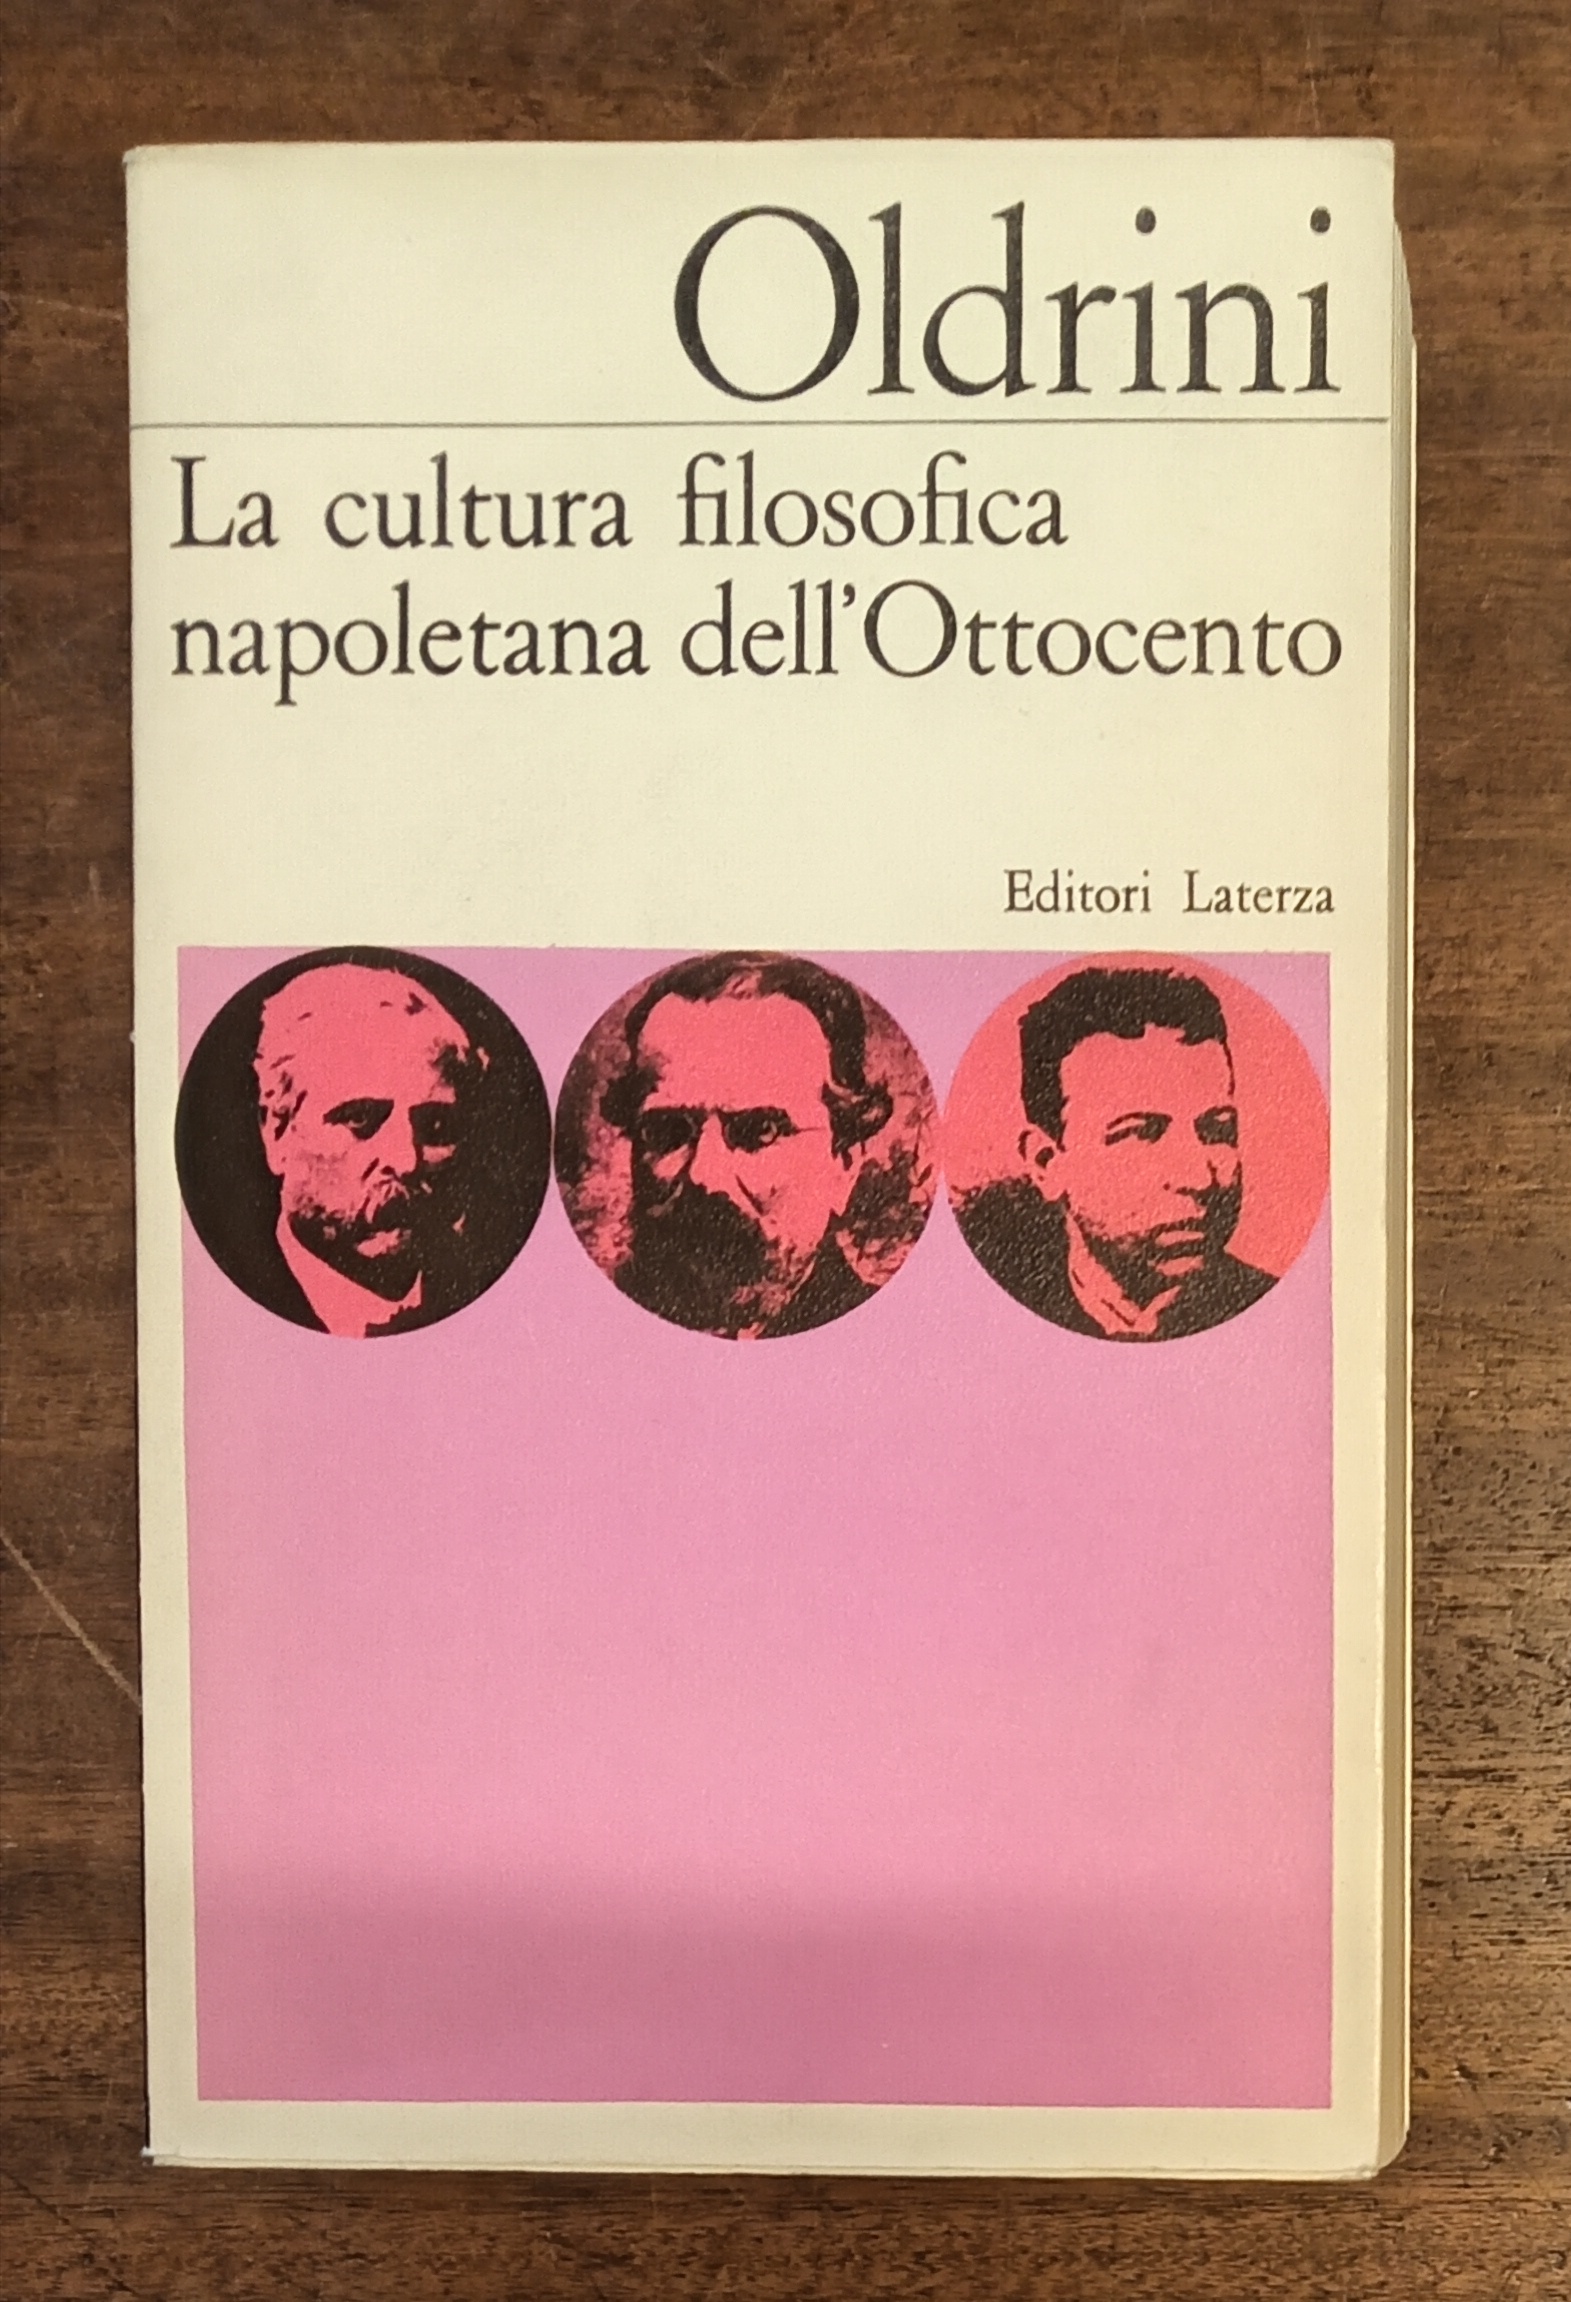 Oldrini
La cultura filosofica
napoletana dell'Ottocento
Editori Laterza